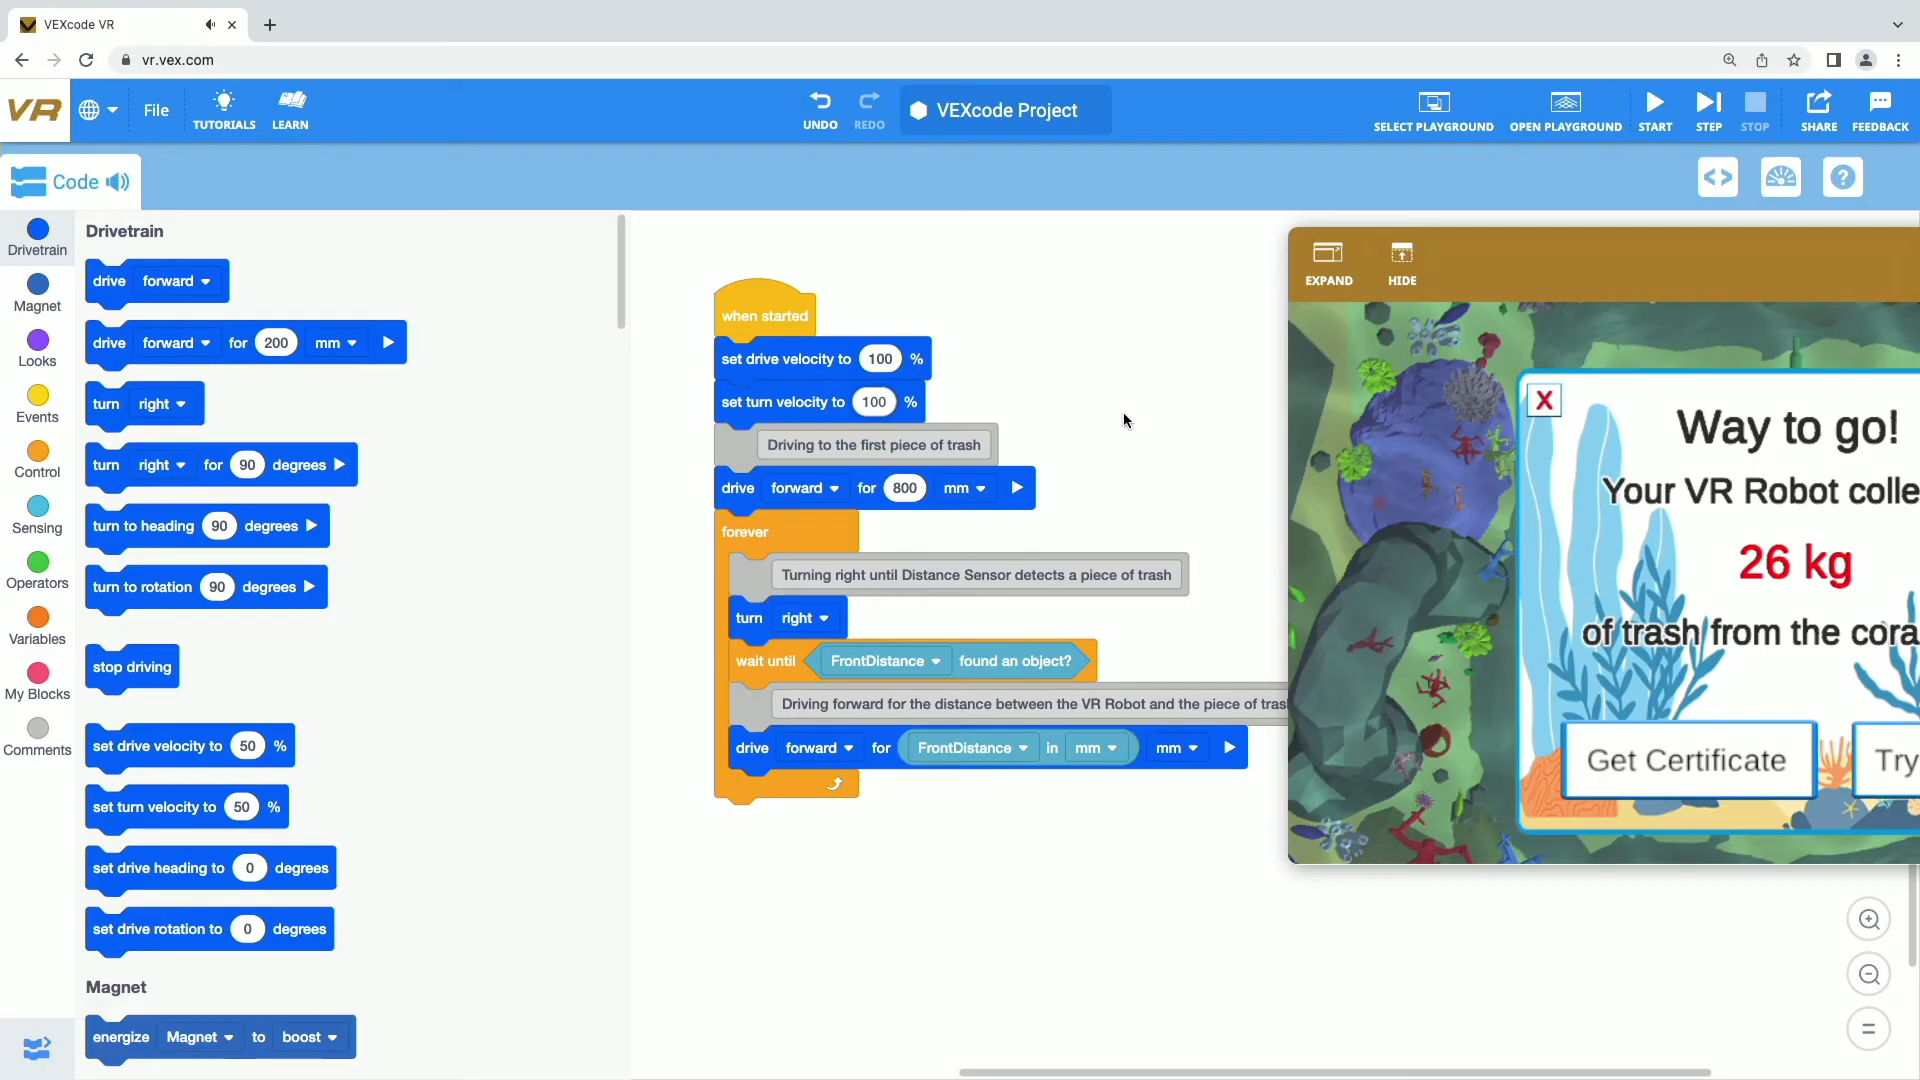 VEXcode VR
vr.vex.com
VR
File
TUTORIALS
LEARN
UNDO
REDO
VEXcode Project
SELECT PLAYGROUND
OPEN PLAYGROUND
START
STEP
STOP
SHARE
FEEDBACK
Code
Drivetrain
Magnet
Looks
Events
Control
Sensing
Operators
Variables
My Blocks
Comments
Drivetrain
drive forward
drive forward for 200 mm
turn right
turn right for 90 degrees
turn to heading 90 degrees
turn to rotation 90 degrees
stop driving
set drive velocity to 50 %
set turn velocity to 50 %
set drive heading to 0 degrees
set drive rotation to 0 degrees
Magnet
energize Magnet to boost
when started
set drive velocity to 100 %
set turn velocity to 100 %
Driving to the first piece of trash
drive forward for 800 mm
forever
Turning right until Distance Sensor detects a piece of trash
turn right
wait until FrontDistance found an object?
Driving forward for the distance between the VR Robot and the piece of tras
drive forward for FrontDistance in mm mm
EXPAND
HIDE
X
Way to go!
Your VR Robot colle
26 kg
of trash from the cora
Get Certificate
Try